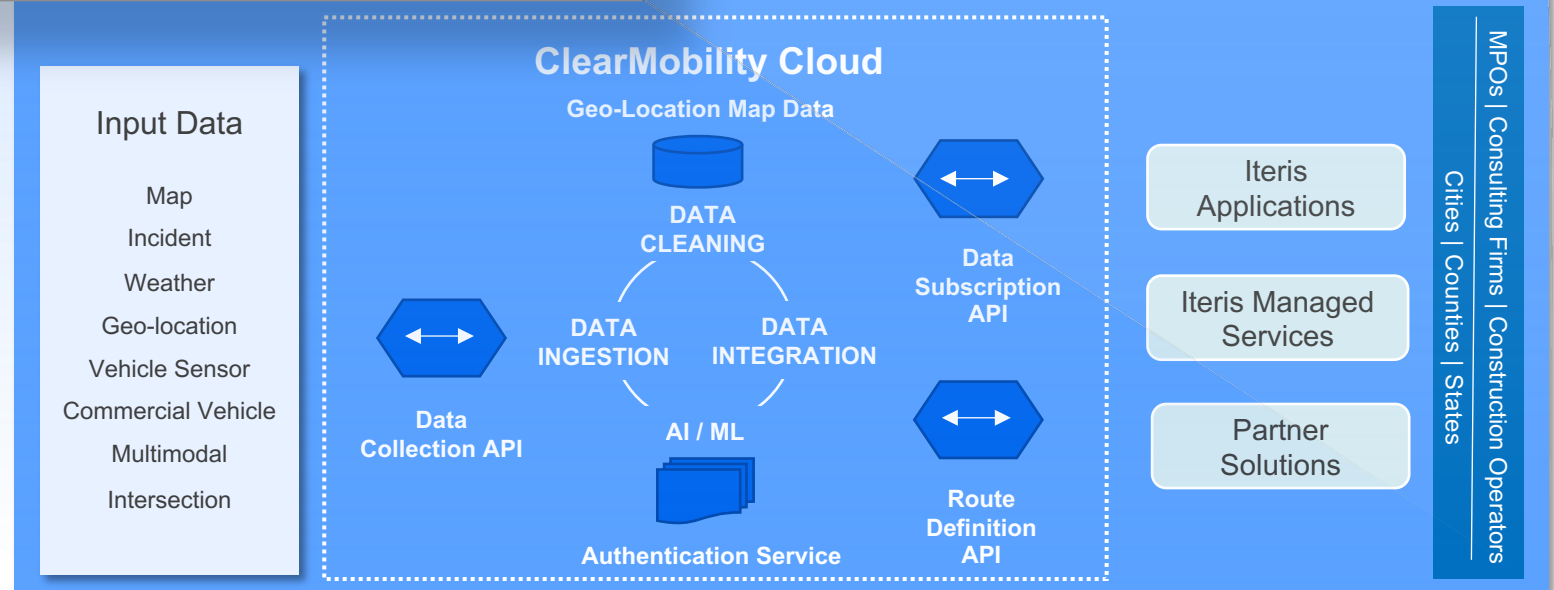 Input Data
Map
Incident
Weather
Geo-location
Vehicle Sensor
Commercial Vehicle
Multimodal
Intersection
ClearMobility Cloud
Geo-Location Map Data
DATA
CLEANING
DATA
INGESTION
DATA
INTEGRATION
AI / ML
Authentication Service
Data
Collection API
Data
Subscription
API
Route
Definition
API
Iteris
Applications
Iteris Managed
Services
Partner
Solutions
MPOs | Consulting Firms | Construction Operators
Cities | Counties | States